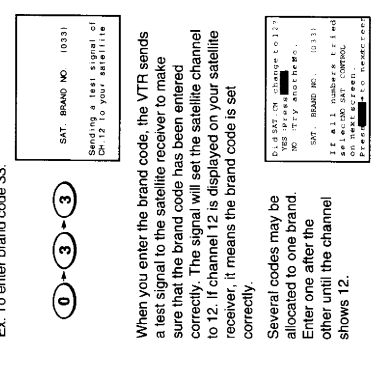 Ex. To enter brand code 33.
0 3 3
SAT. BRAND NO. [033]
Sending a test signal of
CH.12 to your satellite
When you enter the brand code, the VTR sends
a test signal to the satellite receiver to make
sure that the brand code has been entered
correctly. The signal will set the satellite channel
to 12. If channel 12 is displayed on your satellite
receiver, it means the brand code is set
correctly.
Several codes may be
allocated to one brand.
Enter one after the
other until the channel
shows 12.
Did SAT. CH change to 12?
YES :Press
NO :Try another No.
SAT. BRAND NO. [033]
If all numbers tried
select NO SAT CONTROL
on next screen.
Press to next screen